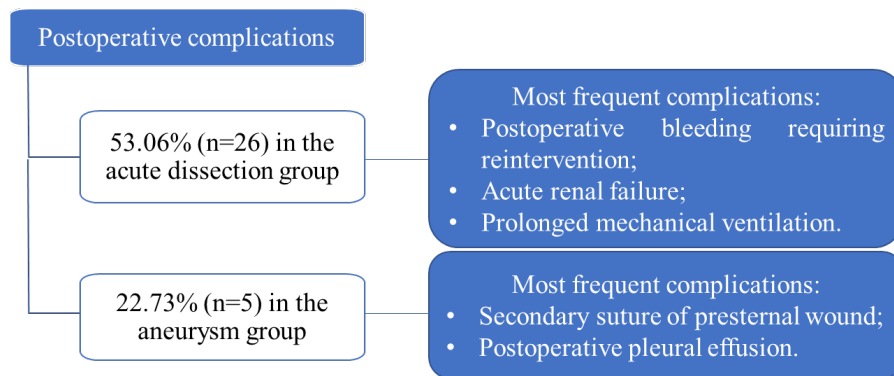 Postoperative complications
53.06% (n=26) in the
acute dissection group
Most frequent complications:
• Postoperative bleeding requiring
reintervention;
• Acute renal failure;
• Prolonged mechanical ventilation.
22.73% (n=5) in the
aneurysm group
Most frequent complications:
• Secondary suture of presternal wound;
• Postoperative pleural effusion.